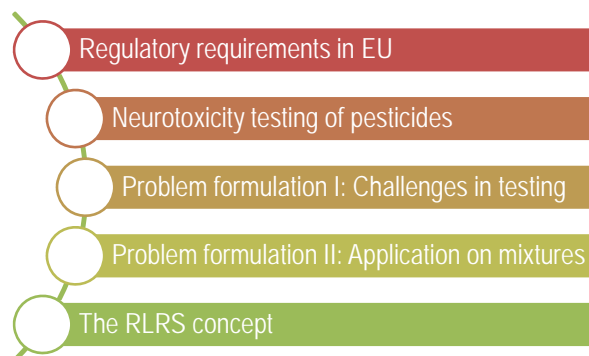 Regulatory requirements in EU
Neurotoxicity testing of pesticides
Problem formulation I: Challenges in testing
Problem formulation II: Application on mixtures
The RLRS concept